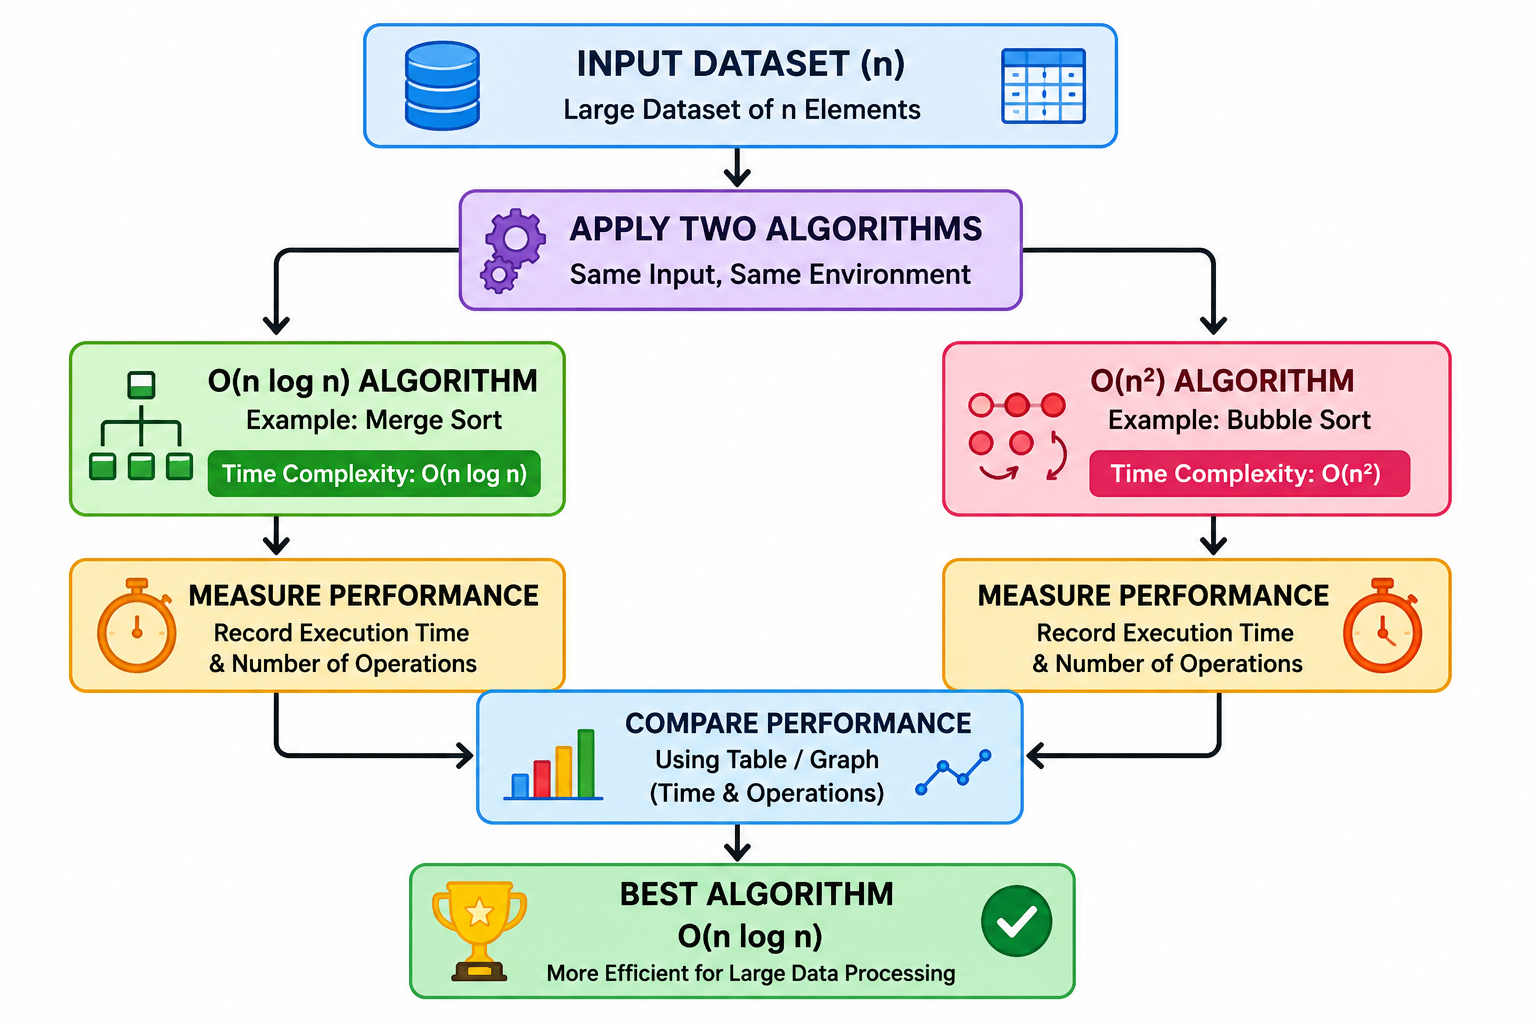 INPUT DATASET (n)
Large Dataset of n Elements
APPLY TWO ALGORITHMS
Same Input, Same Environment
O(n log n) ALGORITHM
Example: Merge Sort
Time Complexity: O(n log n)
O(n²) ALGORITHM
Example: Bubble Sort
Time Complexity: O(n²)
MEASURE PERFORMANCE
Record Execution Time
& Number of Operations
MEASURE PERFORMANCE
Record Execution Time
& Number of Operations
COMPARE PERFORMANCE
Using Table / Graph
(Time & Operations)
BEST ALGORITHM
O(n log n)
More Efficient for Large Data Processing